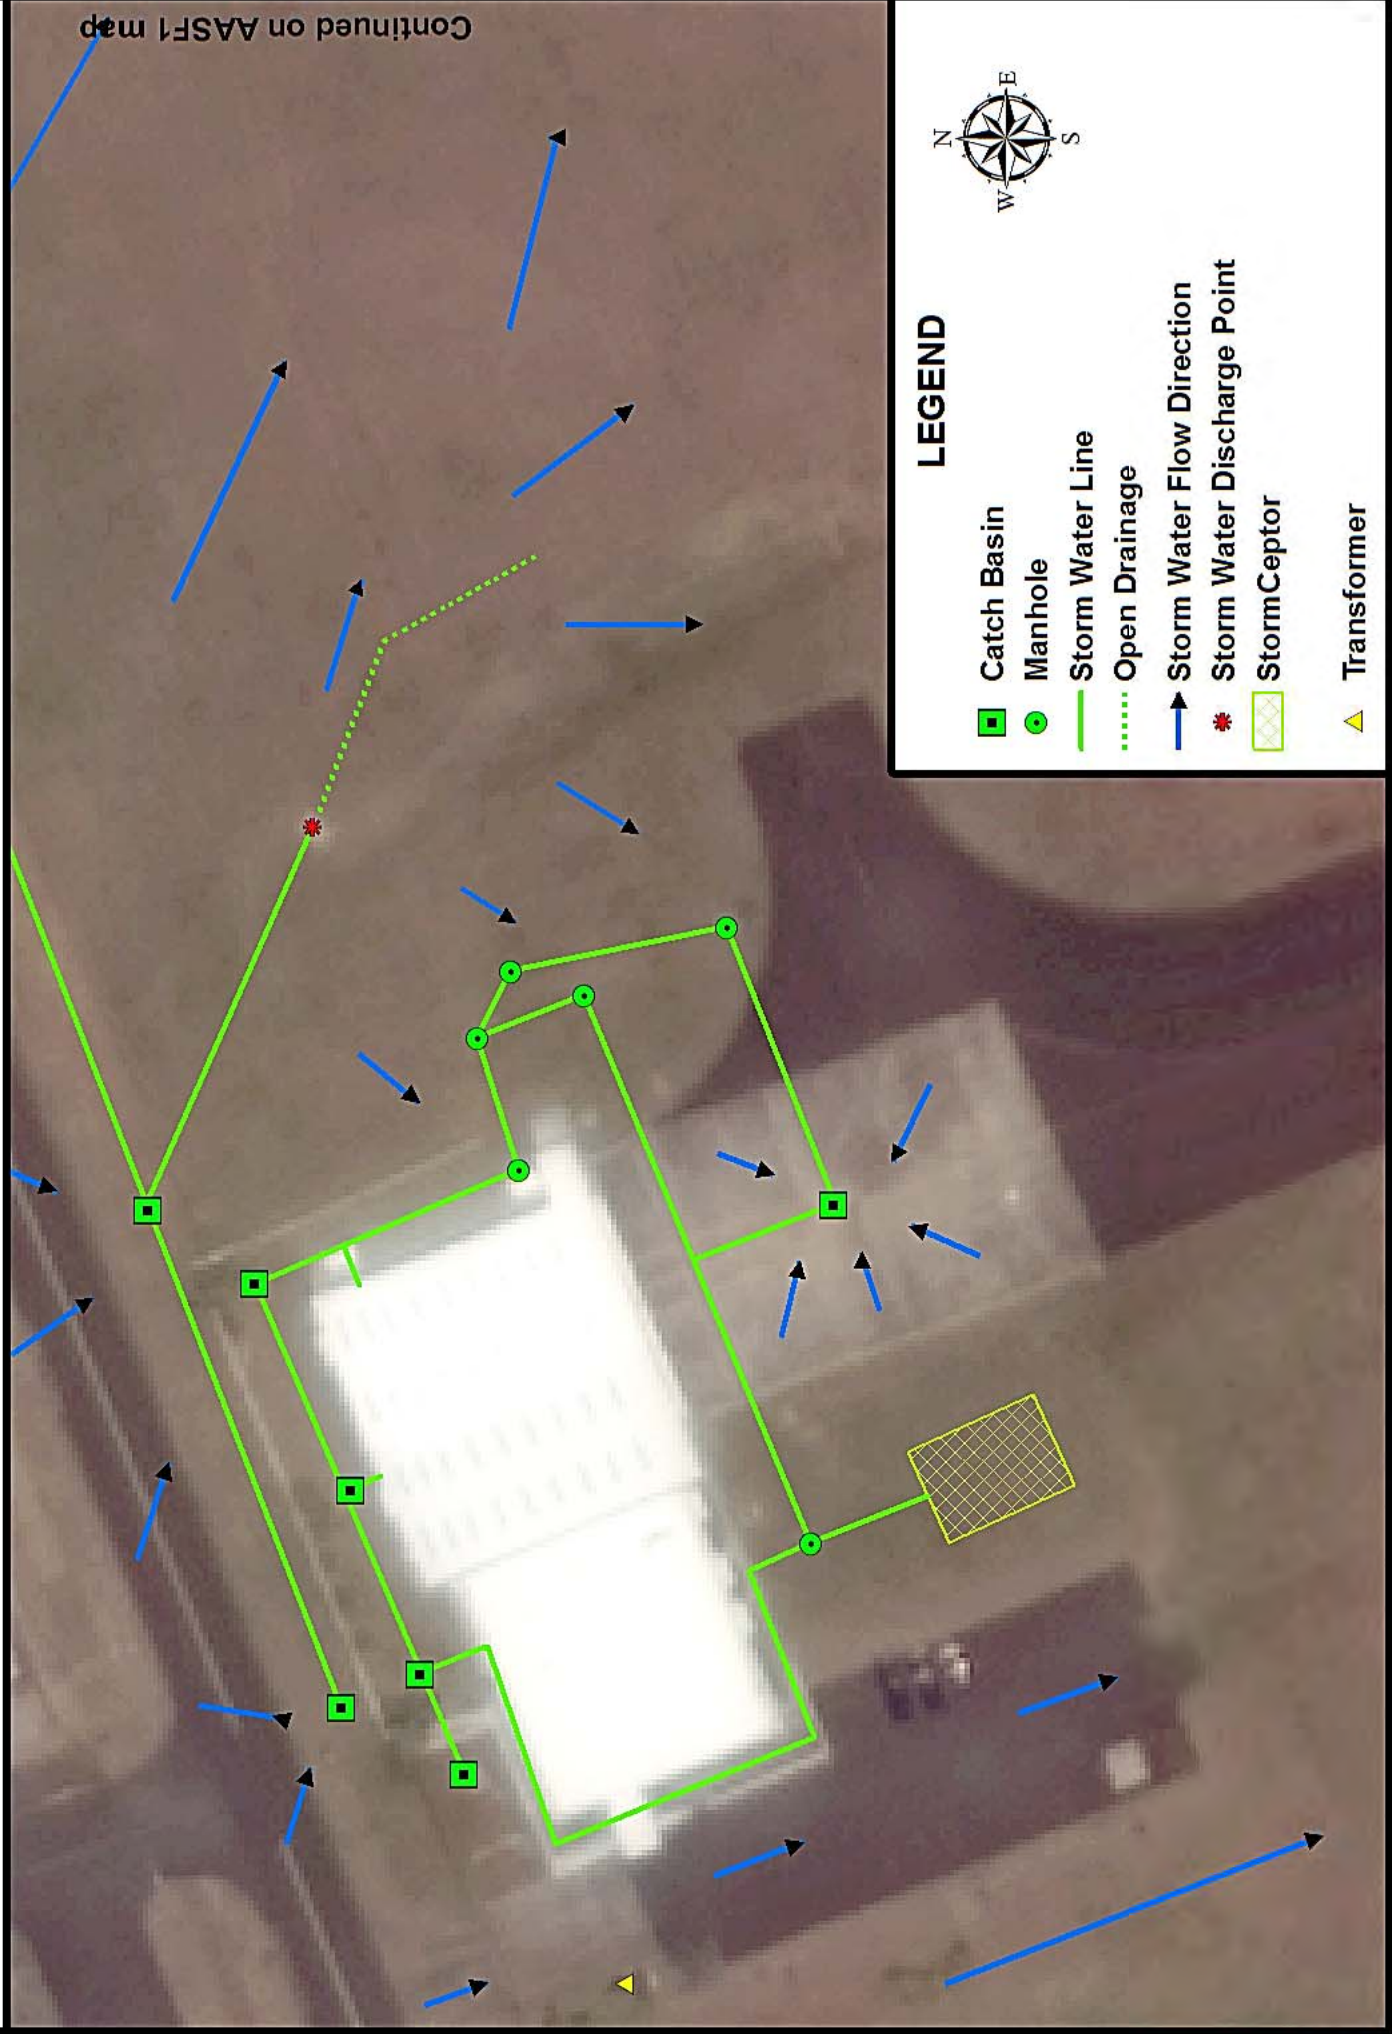 Continued on AASF1 map
N
E
W
S
LEGEND
Catch Basin
Manhole
Storm Water Line
Open Drainage
Storm Water Flow Direction
Storm Water Discharge Point
StormCeptor
Transformer